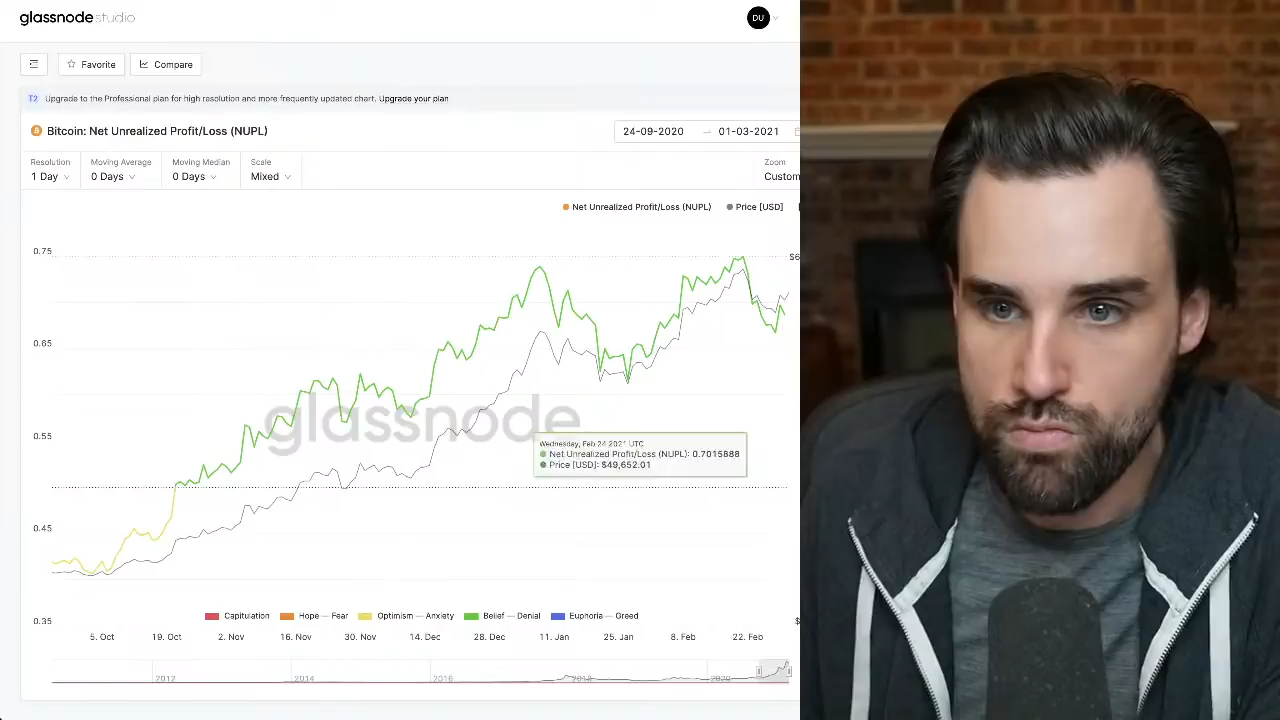 glassnode studio
DU
Favorite
Compare
T2 Upgrade to the Professional plan for high resolution and more frequently updated chart. Upgrade your plan
Bitcoin: Net Unrealized Profit/Loss (NUPL)
24-09-2020 → 01-03-2021
Resolution Moving Average Moving Median Scale Zoom
1 Day 0 Days 0 Days Mixed Custom
Net Unrealized Profit/Loss (NUPL) Price [USD]
0.75
$6
0.65
glassnode
0.55
Wednesday, Feb 24 2021 UTC
Net Unrealized Profit/Loss (NUPL): 0.7015888
Price [USD]: $49,652.01
0.45
Capitulation Hope — Fear Optimism — Anxiety Belief — Denial Euphoria — Greed
0.35
5. Oct 19. Oct 2. Nov 16. Nov 30. Nov 14. Dec 28. Dec 11. Jan 25. Jan 8. Feb 22. Feb
2012 2014 2016 2018 2020